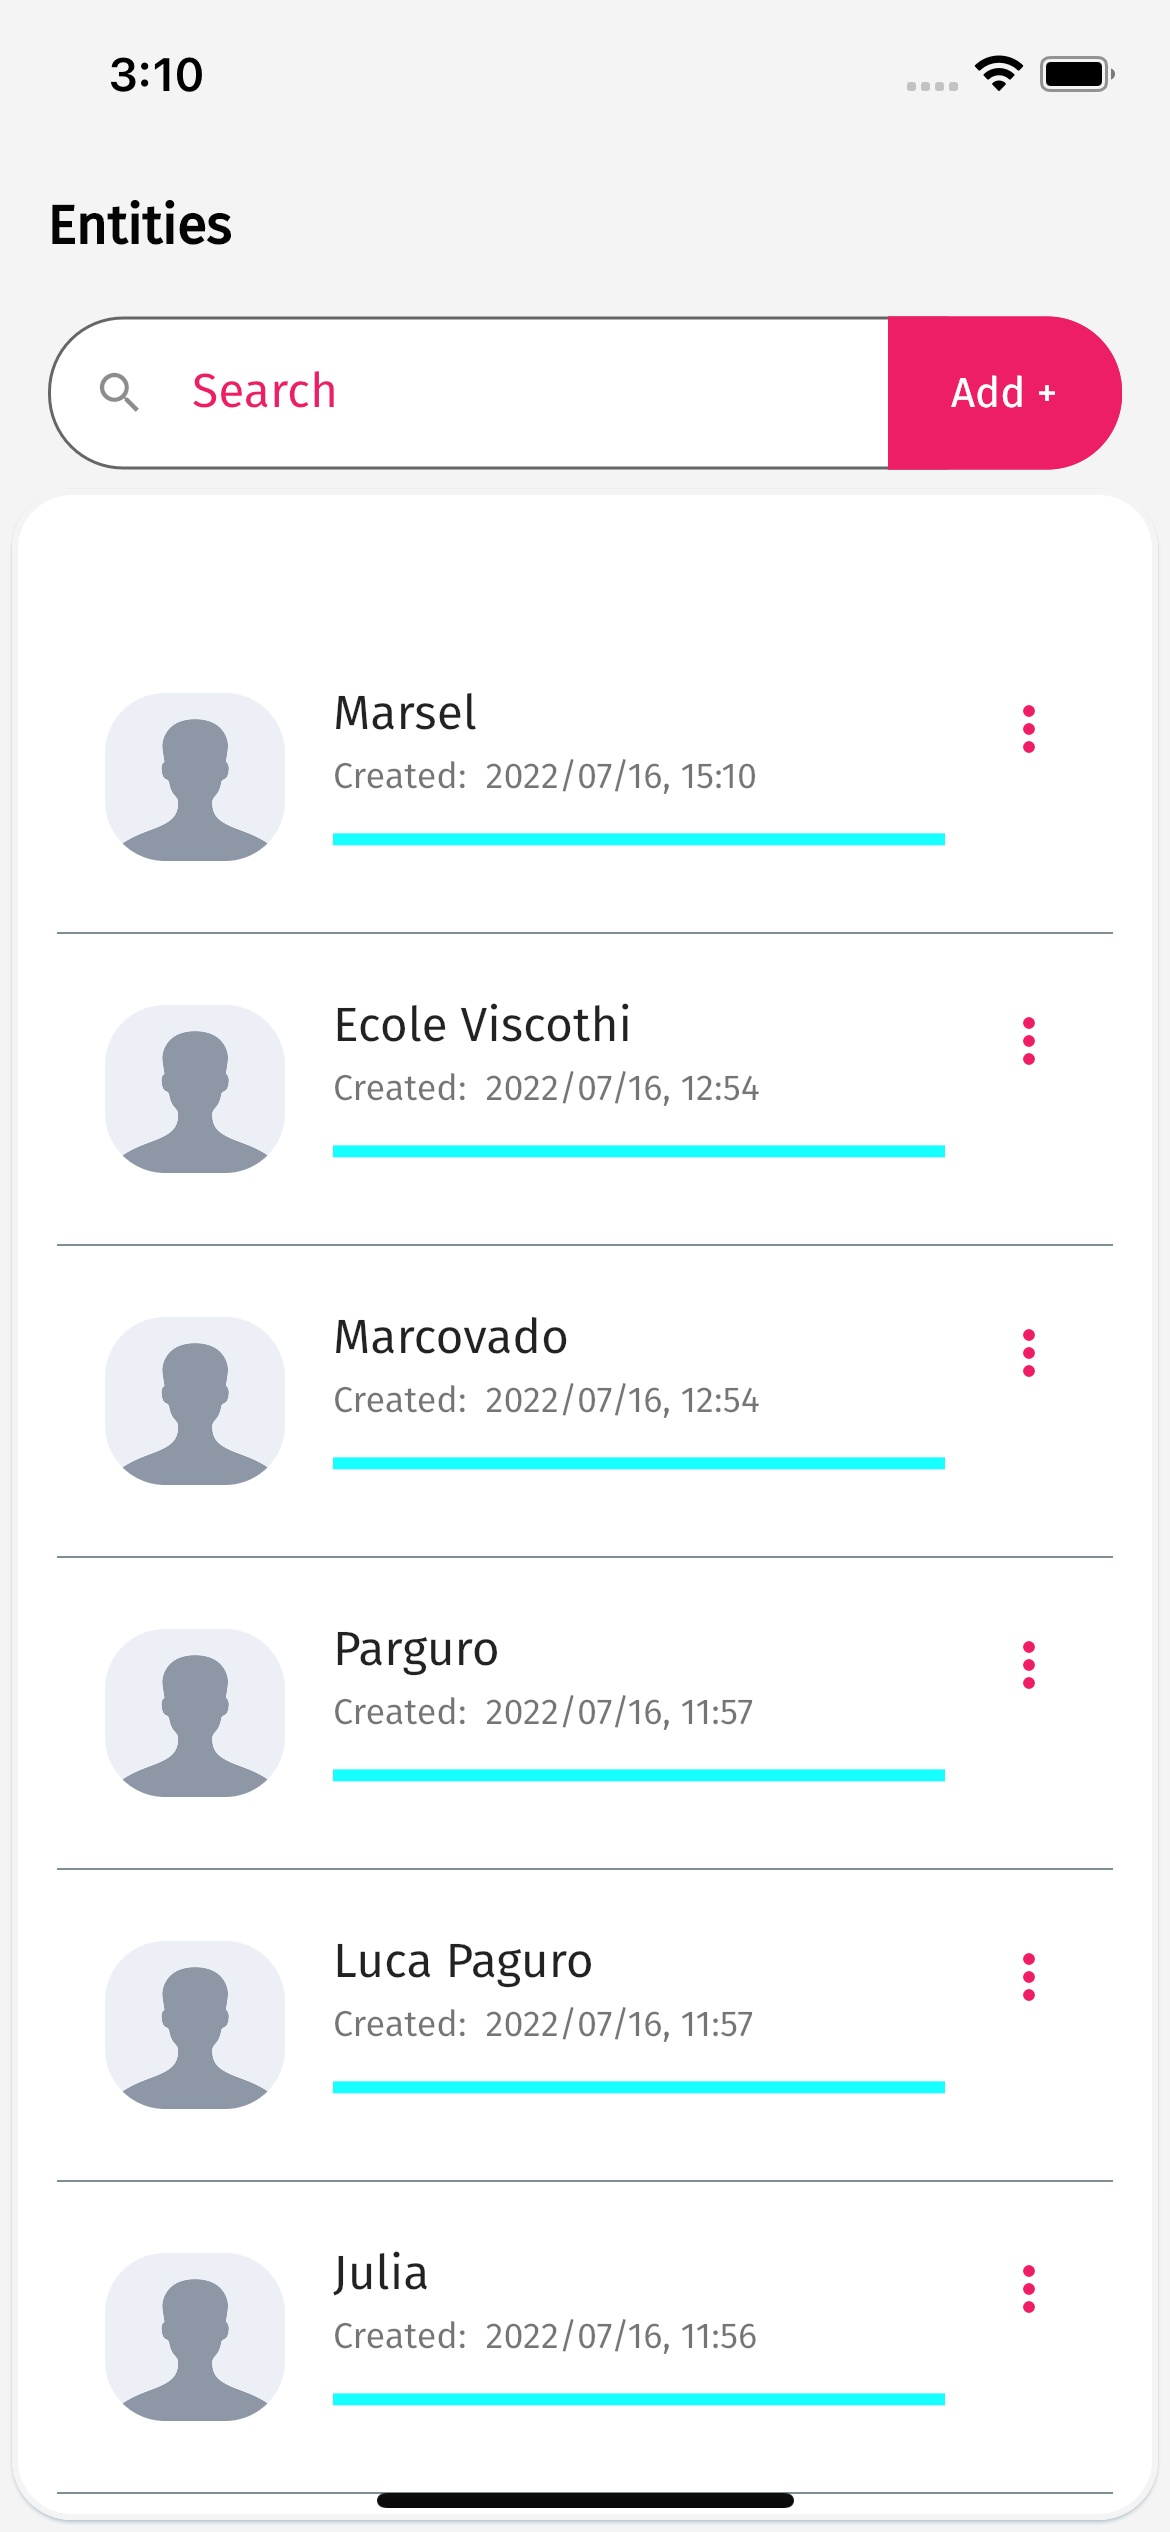 3:10
Entities
Search
Add +
Marsel
Created: 2022/07/16, 15:10
Ecole Viscothi
Created: 2022/07/16, 12:54
Marcovado
Created: 2022/07/16, 12:54
Parguro
Created: 2022/07/16, 11:57
Luca Paguro
Created: 2022/07/16, 11:57
Julia
Created: 2022/07/16, 11:56